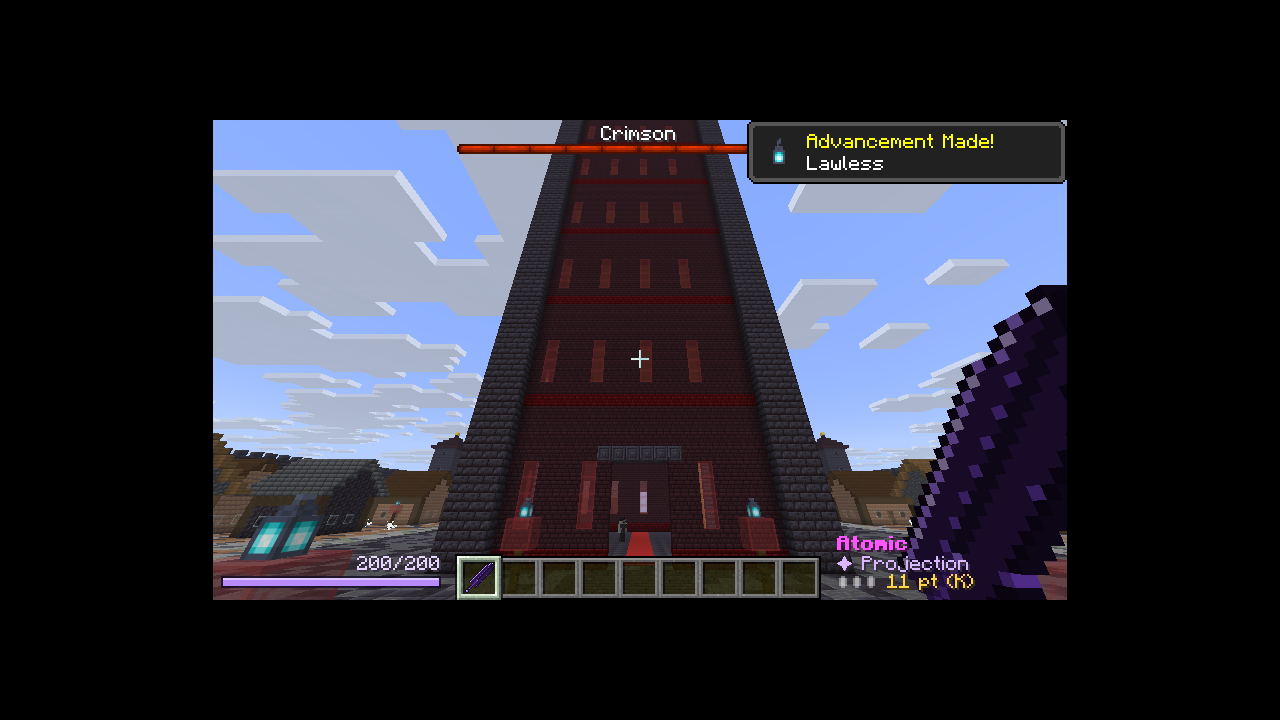 Crimson
Advancement Made!
Lawless
200/200
Atomic
Projection
11 pt (K)